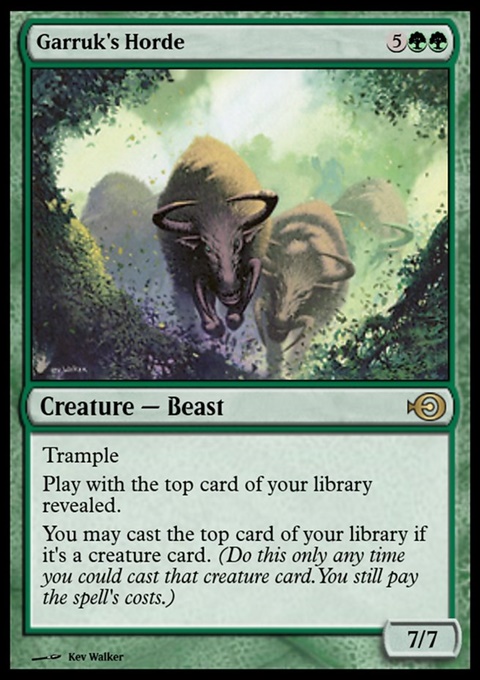 Garruk's Horde 5
Creature — Beast
Trample
Play with the top card of your library
revealed.
You may cast the top card of your library if
it's a creature card. (Do this only any time
you could cast that creature card.You still pay
the spell's costs.)
7/7
Kev Walker